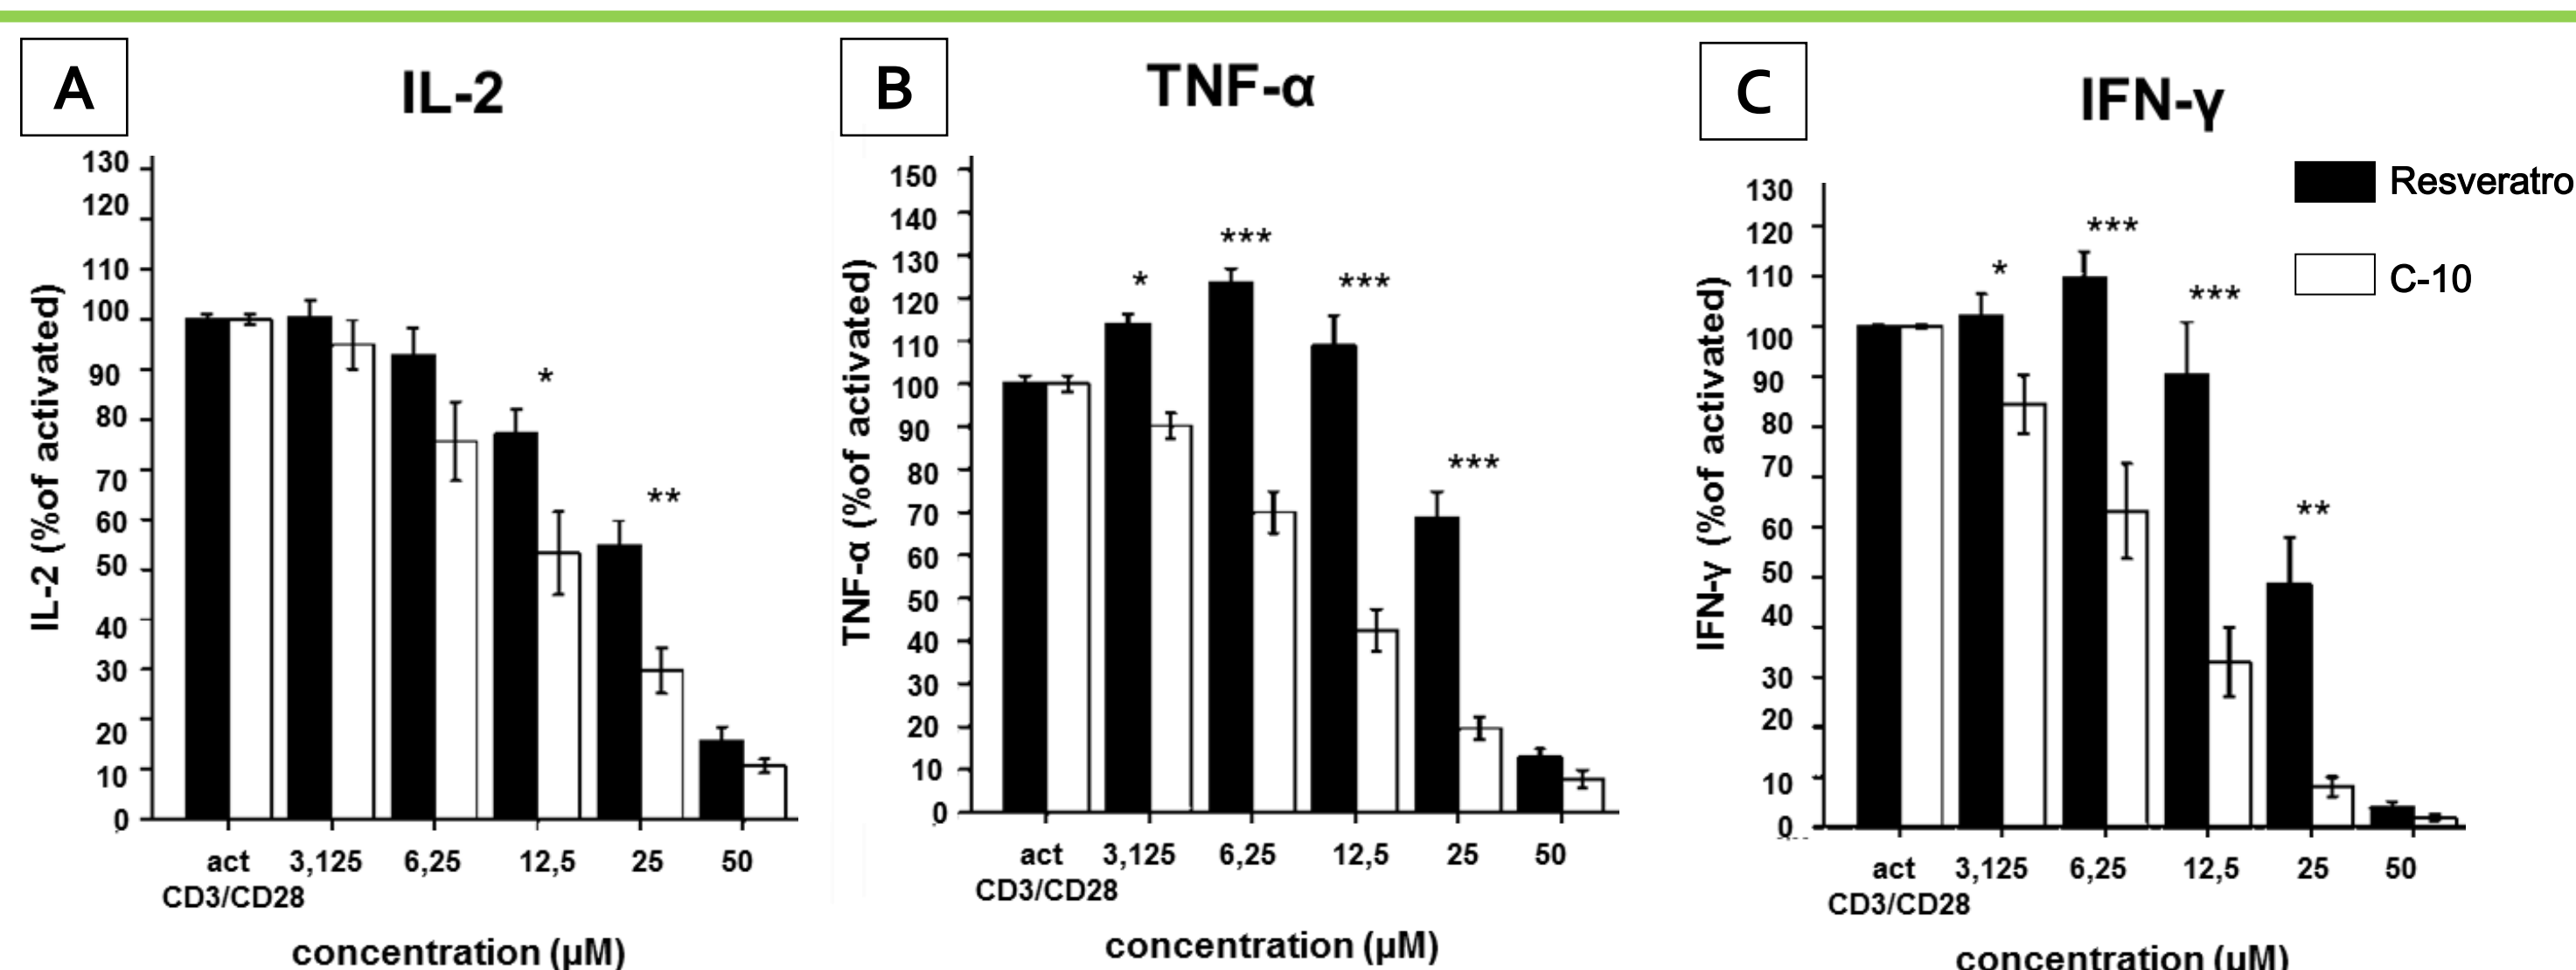 A
IL-2
IL-2 (%of activated)
130
120
110
100
90
80
70
60
50
40
30
20
10
0
*
**
act 3,125 6,25 12,5 25 50
CD3/CD28
concentration (µM)
B
TNF-α
TNF-α (%of activated)
150
140
130
120
110
100
90
80
70
60
50
40
30
20
10
0
*
***
***
***
act 3,125 6,25 12,5 25 50
CD3/CD28
concentration (µM)
C
IFN-γ
IFN-γ (%of activated)
130
120
110
100
90
80
70
60
50
40
30
20
10
0
*
***
***
**
act 3,125 6,25 12,5 25 50
CD3/CD28
concentration (µM)
Resveratro
C-10